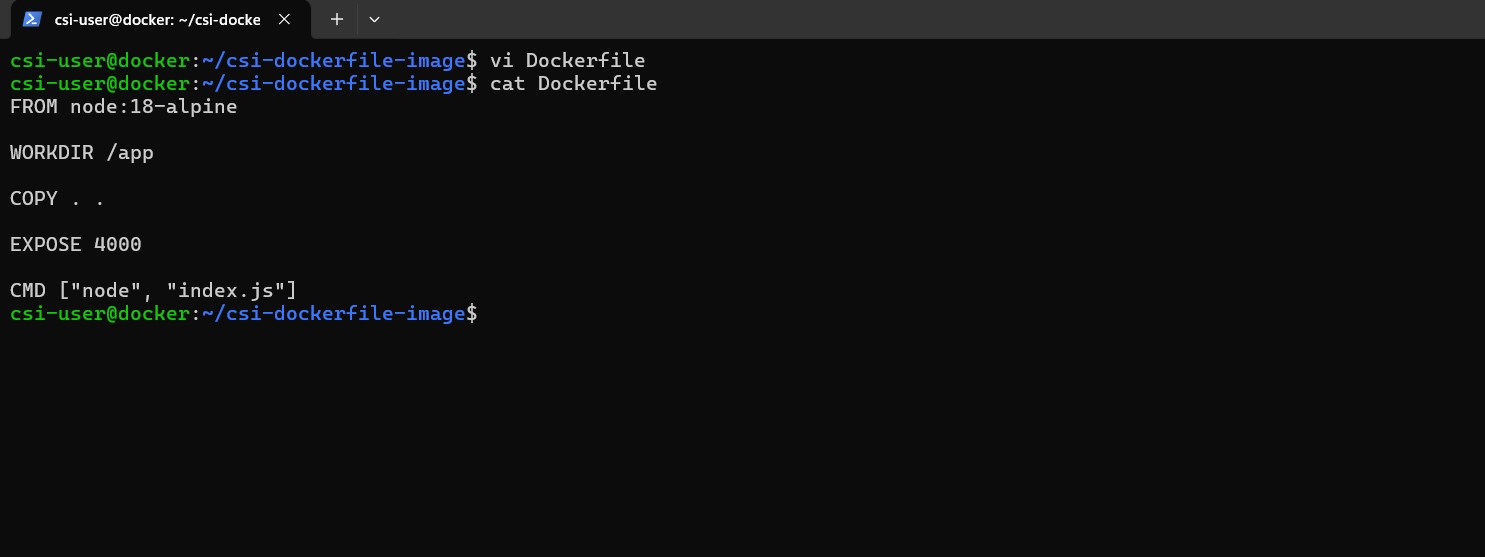 csi-user@docker: ~/csi-docke
csi-user@docker:~/csi-dockerfile-image$ vi Dockerfile
csi-user@docker:~/csi-dockerfile-image$ cat Dockerfile
FROM node:18-alpine
WORKDIR /app
COPY . .
EXPOSE 4000
CMD ["node", "index.js"]
csi-user@docker:~/csi-dockerfile-image$